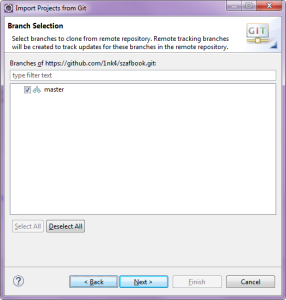 Import Projects from Git
Branch Selection
Select branches to clone from remote repository. Remote tracking branches
will be created to track updates for these branches in the remote repository.
GIT
Branches of https://github.com/1nk4/szafbook.git:
type filter text
master
Select All
Deselect All
?
< Back
Next >
Finish
Cancel